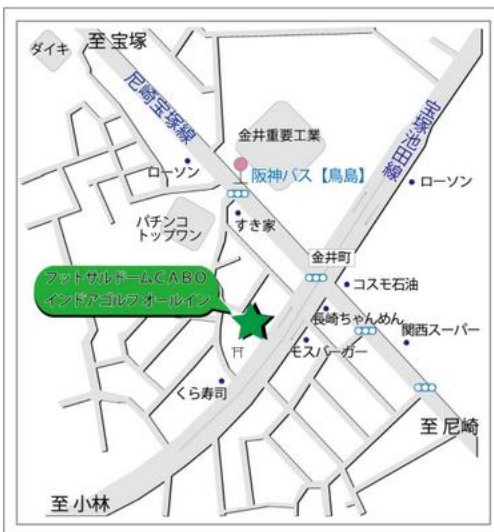 至 宝塚
ダイキ
尼崎宝塚線
宝塚池田線
金井重要工業
ローソン
阪神バス【鳥島】
ローソン
すき家
パチンコ
トップワン
金井町
フットサルドームCABO
インドアゴルフオールイン
コスモ石油
長崎ちゃんめん
関西スーパー
モスバーガー
くら寿司
至 尼崎
至 小林